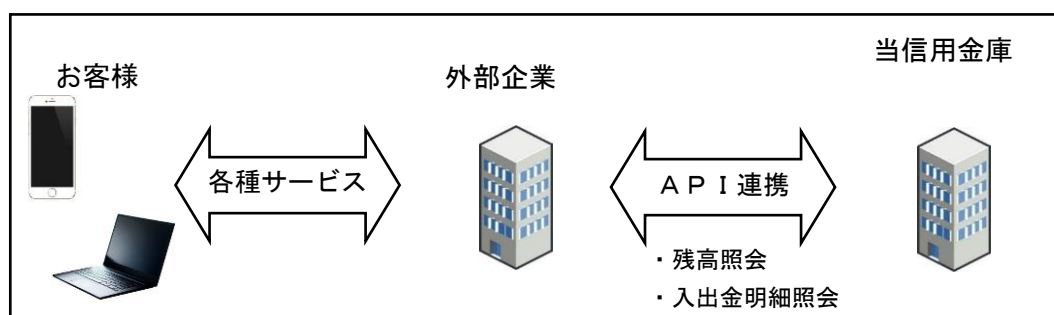 お客様
外部企業
当信用金庫
各種サービス
ＡＰＩ連携
・残高照会
・入出金明細照会